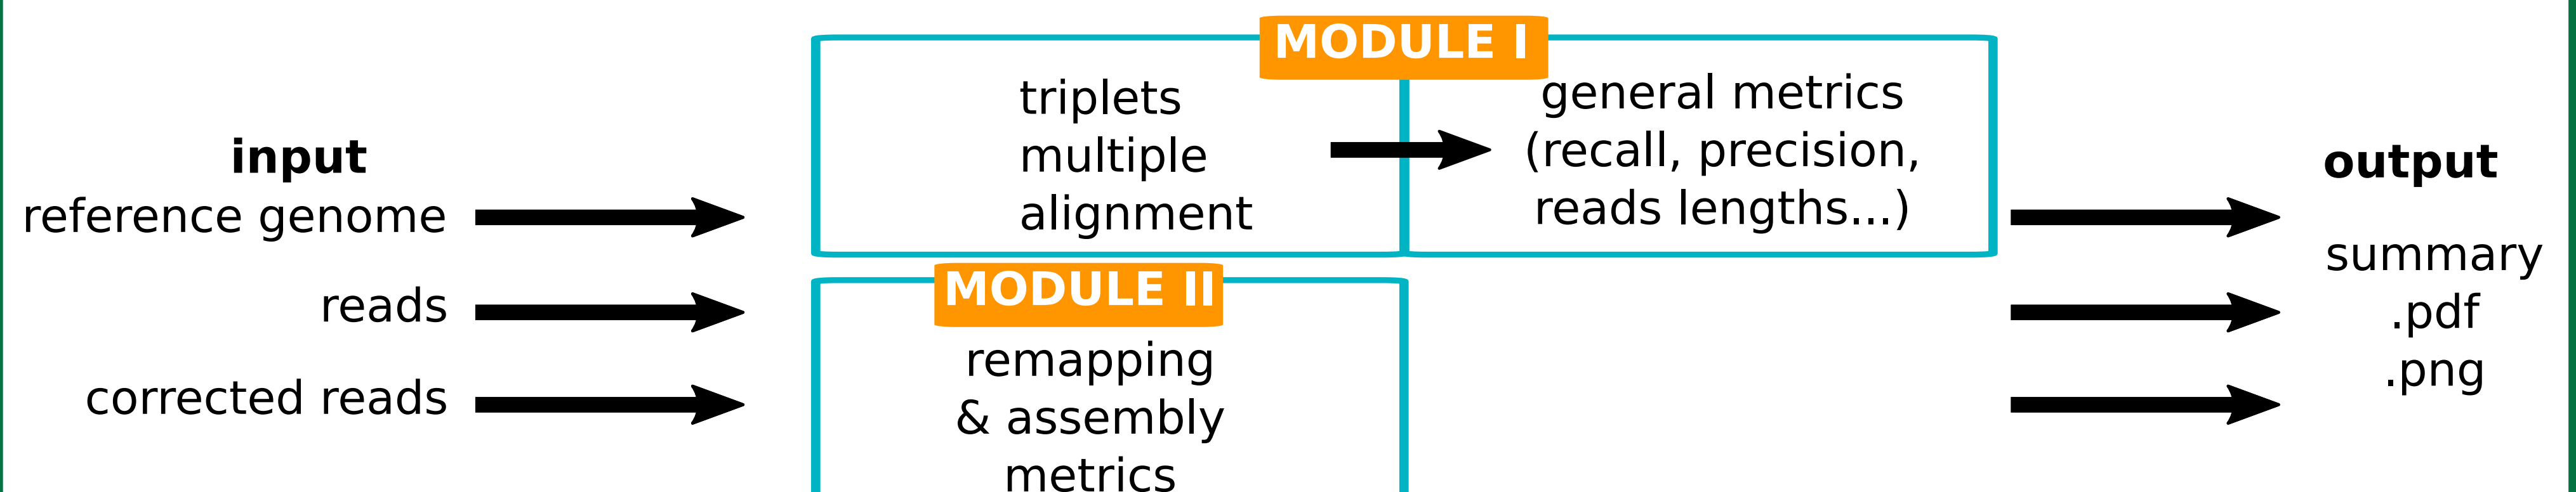 input
reference genome
reads
corrected reads
MODULE I
triplets
multiple
alignment
general metrics
(recall, precision,
reads lengths...)
MODULE II
remapping
& assembly
metrics
output
summary
.pdf
.png